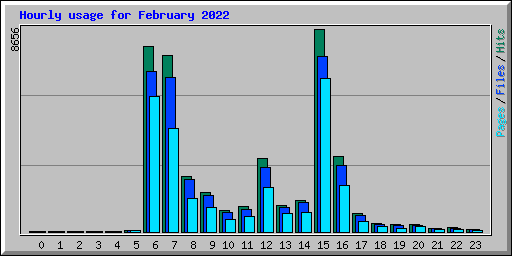 Hourly usage for February 2022
8656
Pages / Files / Hits
0 1 2 3 4 5 6 7 8 9 10 11 12 13 14 15 16 17 18 19 20 21 22 23